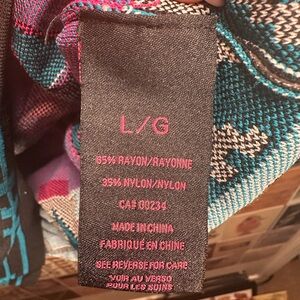 L/G
65% RAYON/RAYONNE
35% NYLON/NYLON
CA# 00234
MADE IN CHINA
FABRIQUÉ EN CHINE
SEE REVERSE FOR CARE
VOIR AU VERSO
POUR LES SOINS